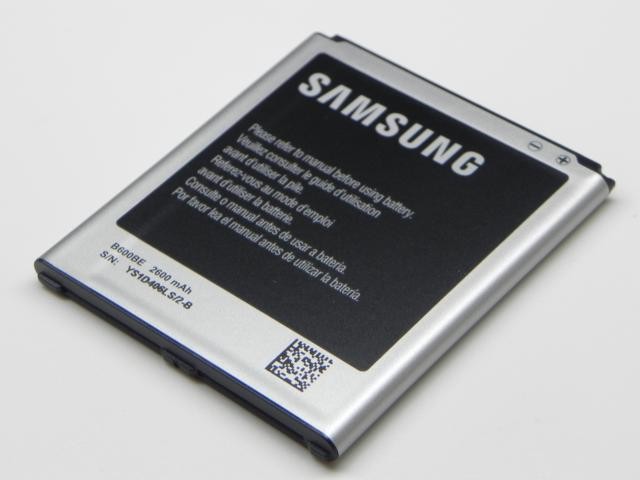 SAMSUNG
Please refer to manual before using battery.
Veuillez consulter le guide d'utilisation
avant d'utiliser la pile.
Referez-vous au mode d'emploi
avant d'utiliser la batterie.
Consulte o manual antes de usar a bateria.
Por favor lea el manual antes de utilizar la batería.
B600BE 2600 mAh
S/N: YS1D406LS/2-B